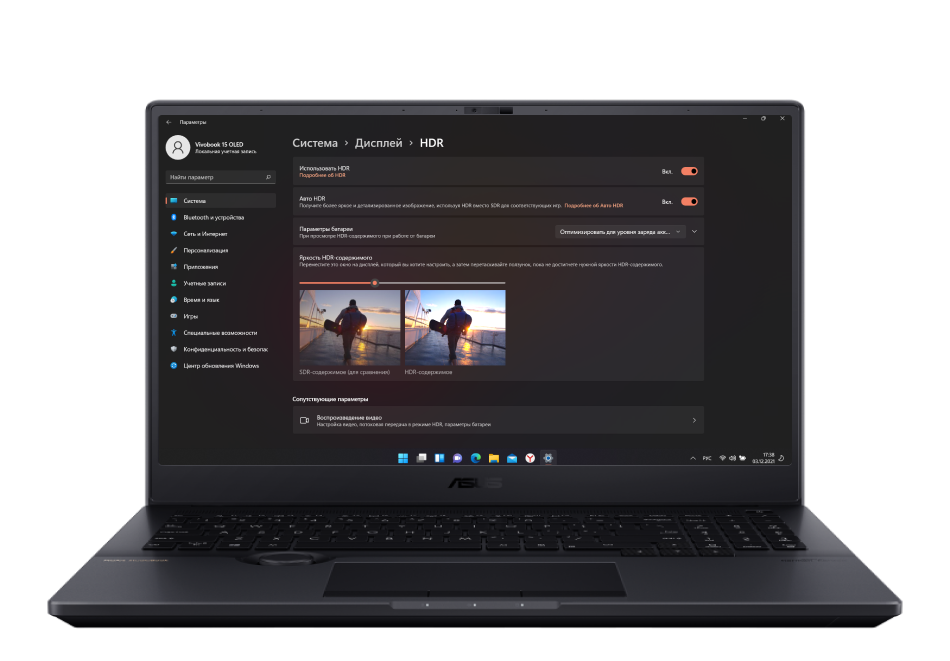 ← Параметры
Vivobook 15 OLED
Локальная учетная запись
Найти параметр
Система
Bluetooth и устройства
Сеть и Интернет
Персонализация
Приложения
Учетные записи
Время и язык
Игры
Специальные возможности
Конфиденциальность и безопас
Центр обновления Windows
Система › Дисплей › HDR
Использовать HDR
Подробнее об HDR
Вкл.
Авто HDR
Получите более яркое и детализированное изображение, используя HDR вместо SDR для соответствующих игр. Подробнее об Авто HDR
Вкл.
Параметры батареи
При просмотре HDR-содержимого при работе от батареи
Оптимизировать для уровня заряда акк...
Яркость HDR-содержимого
Переместите это окно на дисплей, который вы хотите настроить, а затем перетаскивайте ползунок, пока не достигнете нужной яркости HDR-содержимого.
SDR-содержимое (для сравнения)
HDR-содержимое
Сопутствующие параметры
Воспроизведение видео
Настройка видео, потоковая передача в режиме HDR, параметры батареи
РУС
17:38
03.12.2021
ASUS